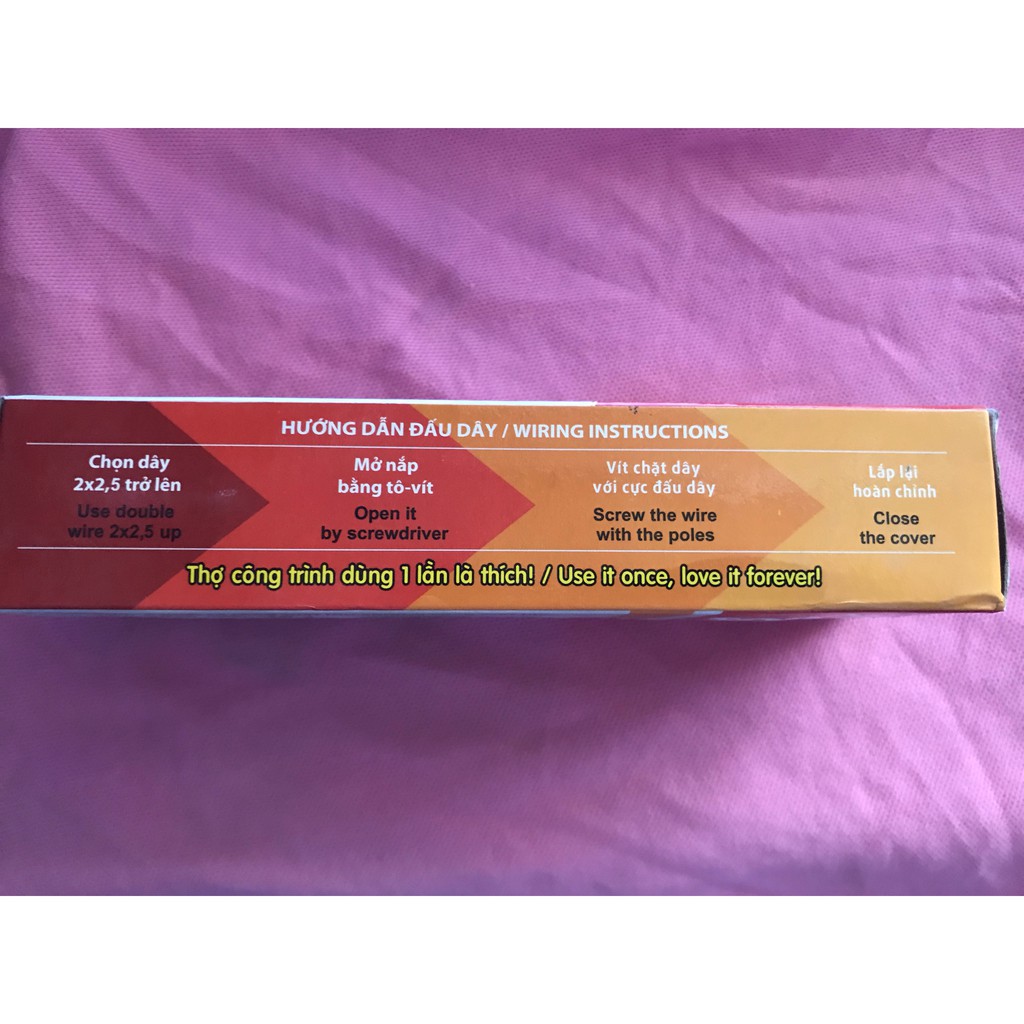 HƯỚNG DẪN ĐẤU DÂY / WIRING INSTRUCTIONS
Chọn dây
2x2,5 trở lên
Use double
wire 2x2,5 up
Mở nắp
bằng tô-vít
Open it
by screwdriver
Vít chặt dây
với cực đấu dây
Screw the wire
with the poles
Lắp lại
hoàn chỉnh
Close
the cover
Thợ công trình dùng 1 lần là thích! / Use it once, love it forever!